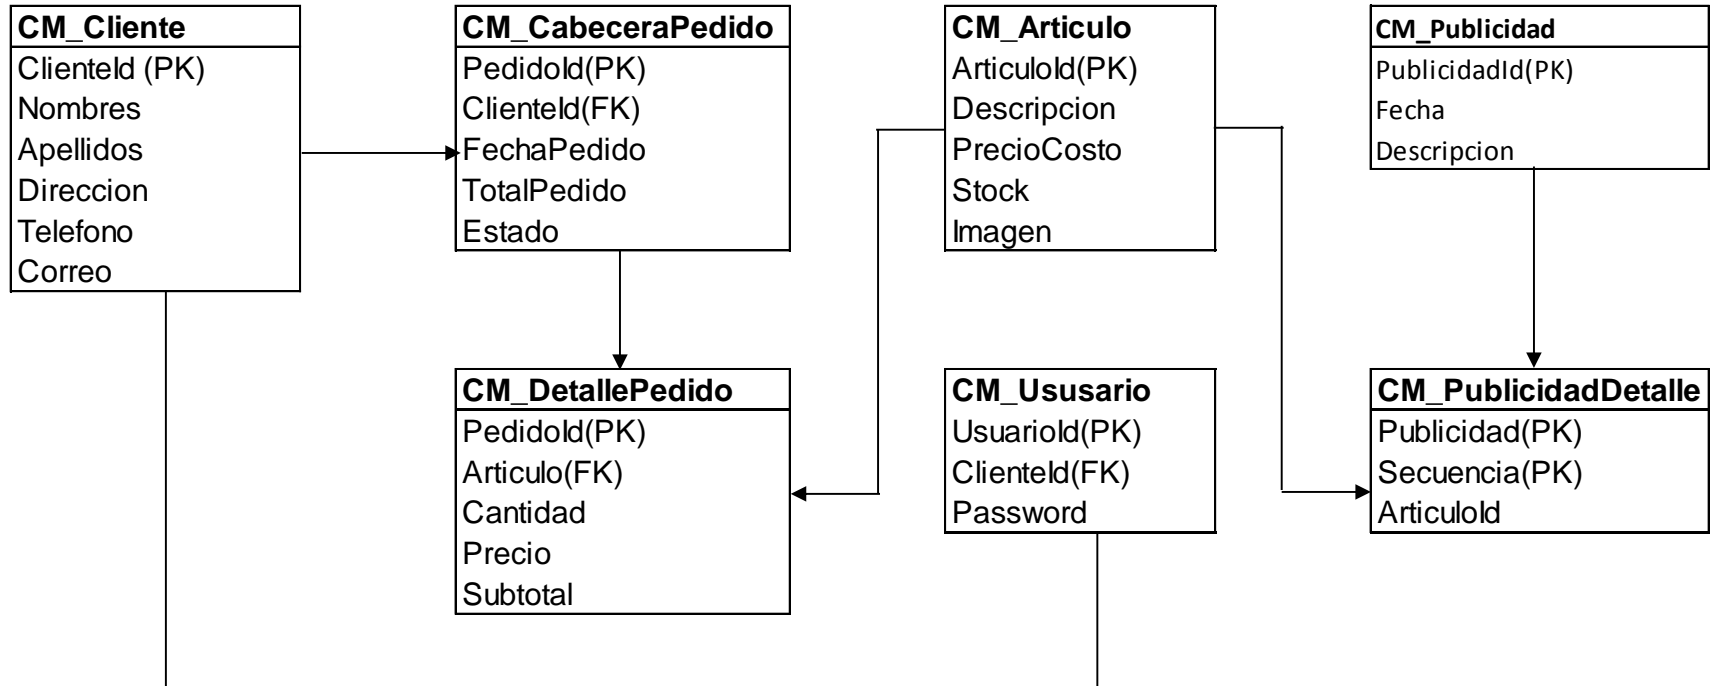 CM_Cliente
ClienteId (PK)
Nombres
Apellidos
Direccion
Telefono
Correo
CM_CabeceraPedido
PedidoId(PK)
ClienteId(FK)
FechaPedido
TotalPedido
Estado
CM_Articulo
ArticuloId(PK)
Descripcion
PrecioCosto
Stock
Imagen
CM_Publicidad
PublicidadId(PK)
Fecha
Descripcion
CM_DetallePedido
PedidoId(PK)
Articulo(FK)
Cantidad
Precio
Subtotal
CM_Ususario
UsuarioId(PK)
ClienteId(FK)
Password
CM_PublicidadDetalle
Publicidad(PK)
Secuencia(PK)
ArticuloId